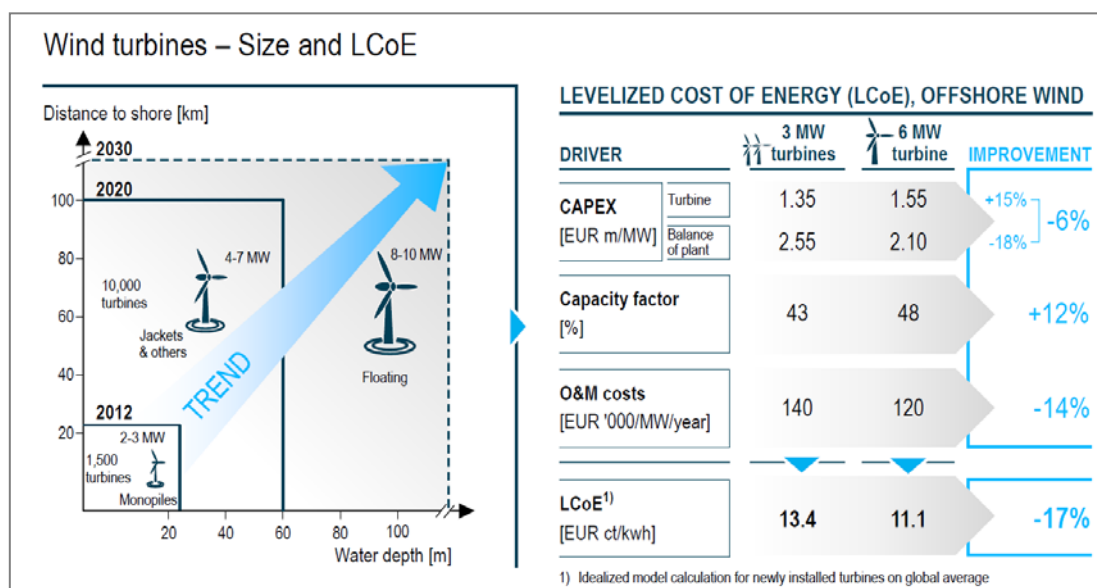 Wind turbines – Size and LCoE
Distance to shore [km]
2030
2020
100
80
60
40
20
4-7 MW
10,000
turbines
Jackets
& others
8-10 MW
Floating
TREND
2012
2-3 MW
1,500
turbines
Monopiles
20
40
60
80
100
Water depth [m]
LEVELIZED COST OF ENERGY (LCoE), OFFSHORE WIND
DRIVER
3 MW
turbines
6 MW
turbine
IMPROVEMENT
CAPEX
[EUR m/MW]
Turbine
1.35
1.55
+15%
Balance
of plant
2.55
2.10
-18%
-6%
Capacity factor
[%]
43
48
+12%
O&M costs
[EUR '000/MW/year]
140
120
-14%
LCoE1)
[EUR ct/kwh]
13.4
11.1
-17%
1) Idealized model calculation for newly installed turbines on global average